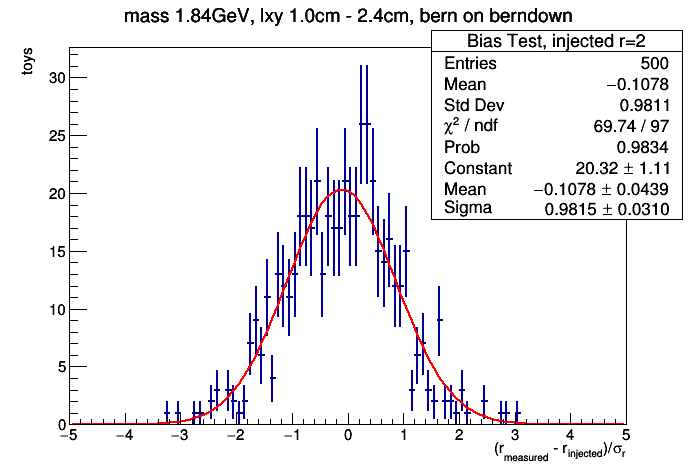 mass 1.84GeV, lxy 1.0cm - 2.4cm, bern on berndown
Bias Test, injected r=2
Entries 500
Mean −0.1078
Std Dev 0.9811
χ² / ndf 69.74 / 97
Prob 0.9834
Constant 20.32 ± 1.11
Mean −0.1078 ± 0.0439
Sigma 0.9815 ± 0.0310
toys
30
25
20
15
10
5
0
−5 −4 −3 −2 −1 0 1 2 3 4 5
(r_measured - r_injected)/σ_r